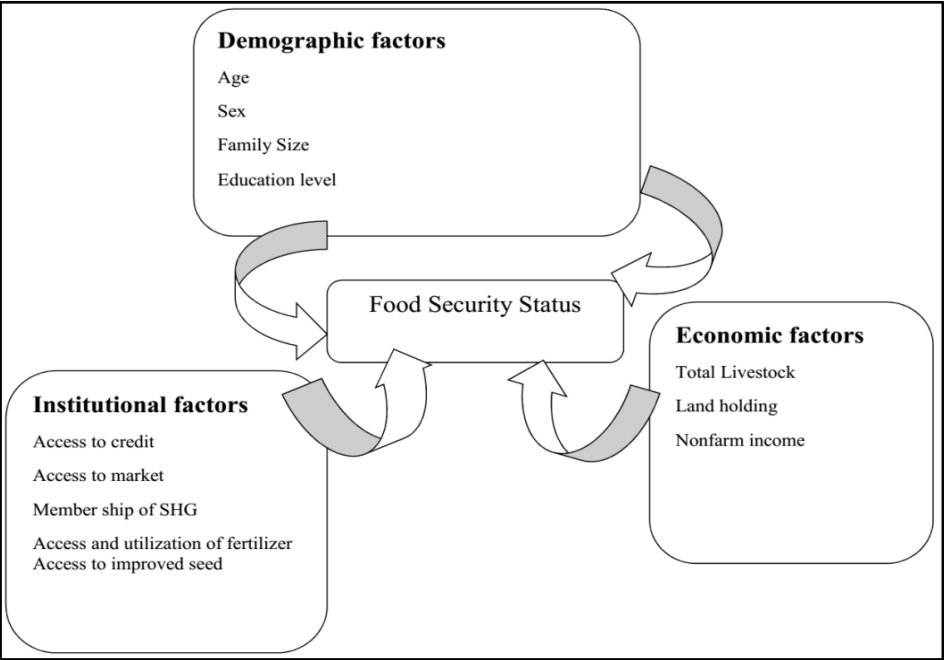 Demographic factors
Age
Sex
Family Size
Education level
Food Security Status
Economic factors
Total Livestock
Land holding
Nonfarm income
Institutional factors
Access to credit
Access to market
Member ship of SHG
Access and utilization of fertilizer
Access to improved seed